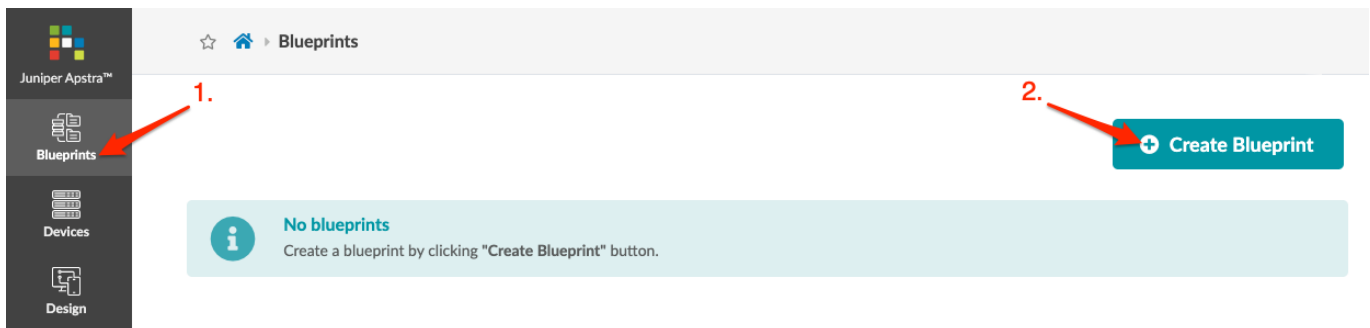 Juniper Apstra™
Blueprints
1.
2.
Blueprints
Create Blueprint
Devices
No blueprints
Create a blueprint by clicking "Create Blueprint" button.
Design